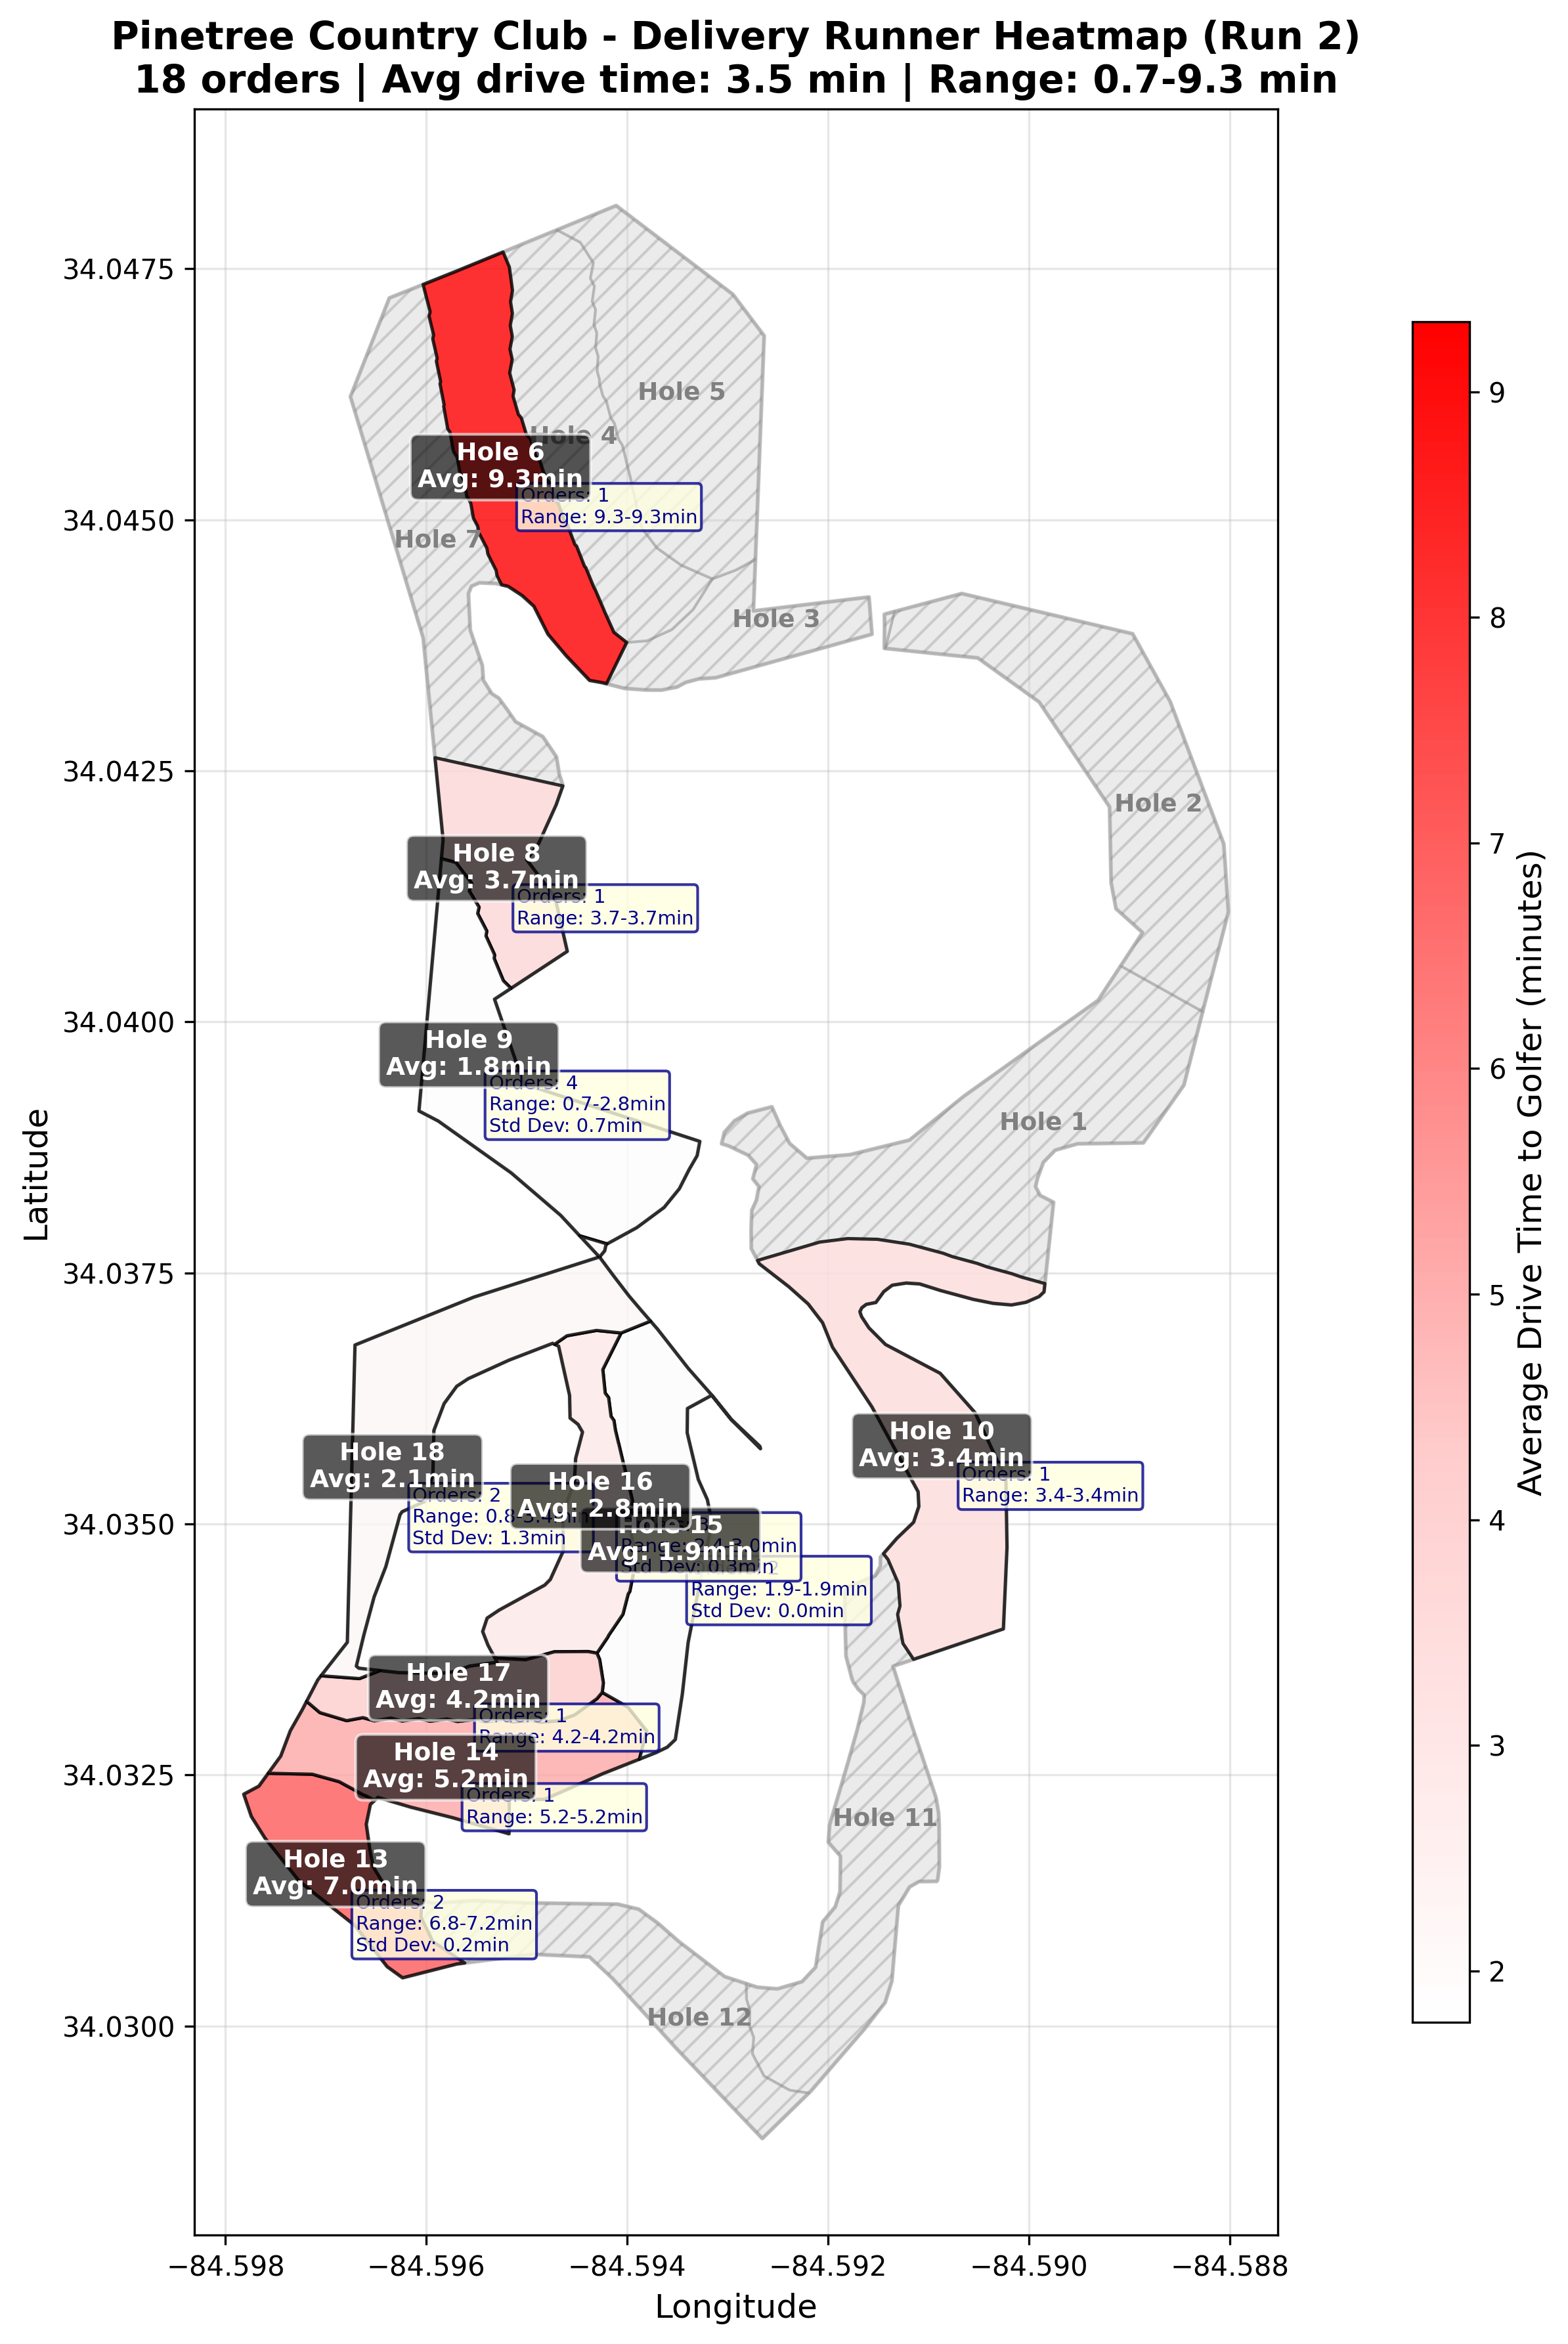 Pinetree Country Club - Delivery Runner Heatmap (Run 2)
18 orders | Avg drive time: 3.5 min | Range: 0.7-9.3 min
34.0475
34.0450
34.0425
34.0400
34.0375
34.0350
34.0325
34.0300
Latitude
−84.598
−84.596
−84.594
−84.592
−84.590
−84.588
Longitude
Hole 5
Hole 4
Hole 6
Avg: 9.3min
Orders: 1
Range: 9.3-9.3min
Hole 7
Hole 3
Hole 2
Hole 8
Avg: 3.7min
Orders: 1
Range: 3.7-3.7min
Hole 9
Avg: 1.8min
Orders: 4
Range: 0.7-2.8min
Std Dev: 0.7min
Hole 1
Hole 10
Avg: 3.4min
Orders: 1
Range: 3.4-3.4min
Hole 18
Avg: 2.1min
Orders: 2
Range: 0.8-
Std Dev: 1.3min
Hole 16
Avg: 2.8min
Std Dev: 0.3min
Hole 15
Avg: 1.9min
Range: 1.9-1.9min
Std Dev: 0.0min
Hole 17
Avg: 4.2min
Orders: 1
Range: 4.2-4.2min
Hole 14
Avg: 5.2min
Orders: 1
Range: 5.2-5.2min
Hole 11
Hole 13
Avg: 7.0min
Orders: 2
Range: 6.8-7.2min
Std Dev: 0.2min
Hole 12
9
8
7
6
5
4
3
2
Average Drive Time to Golfer (minutes)